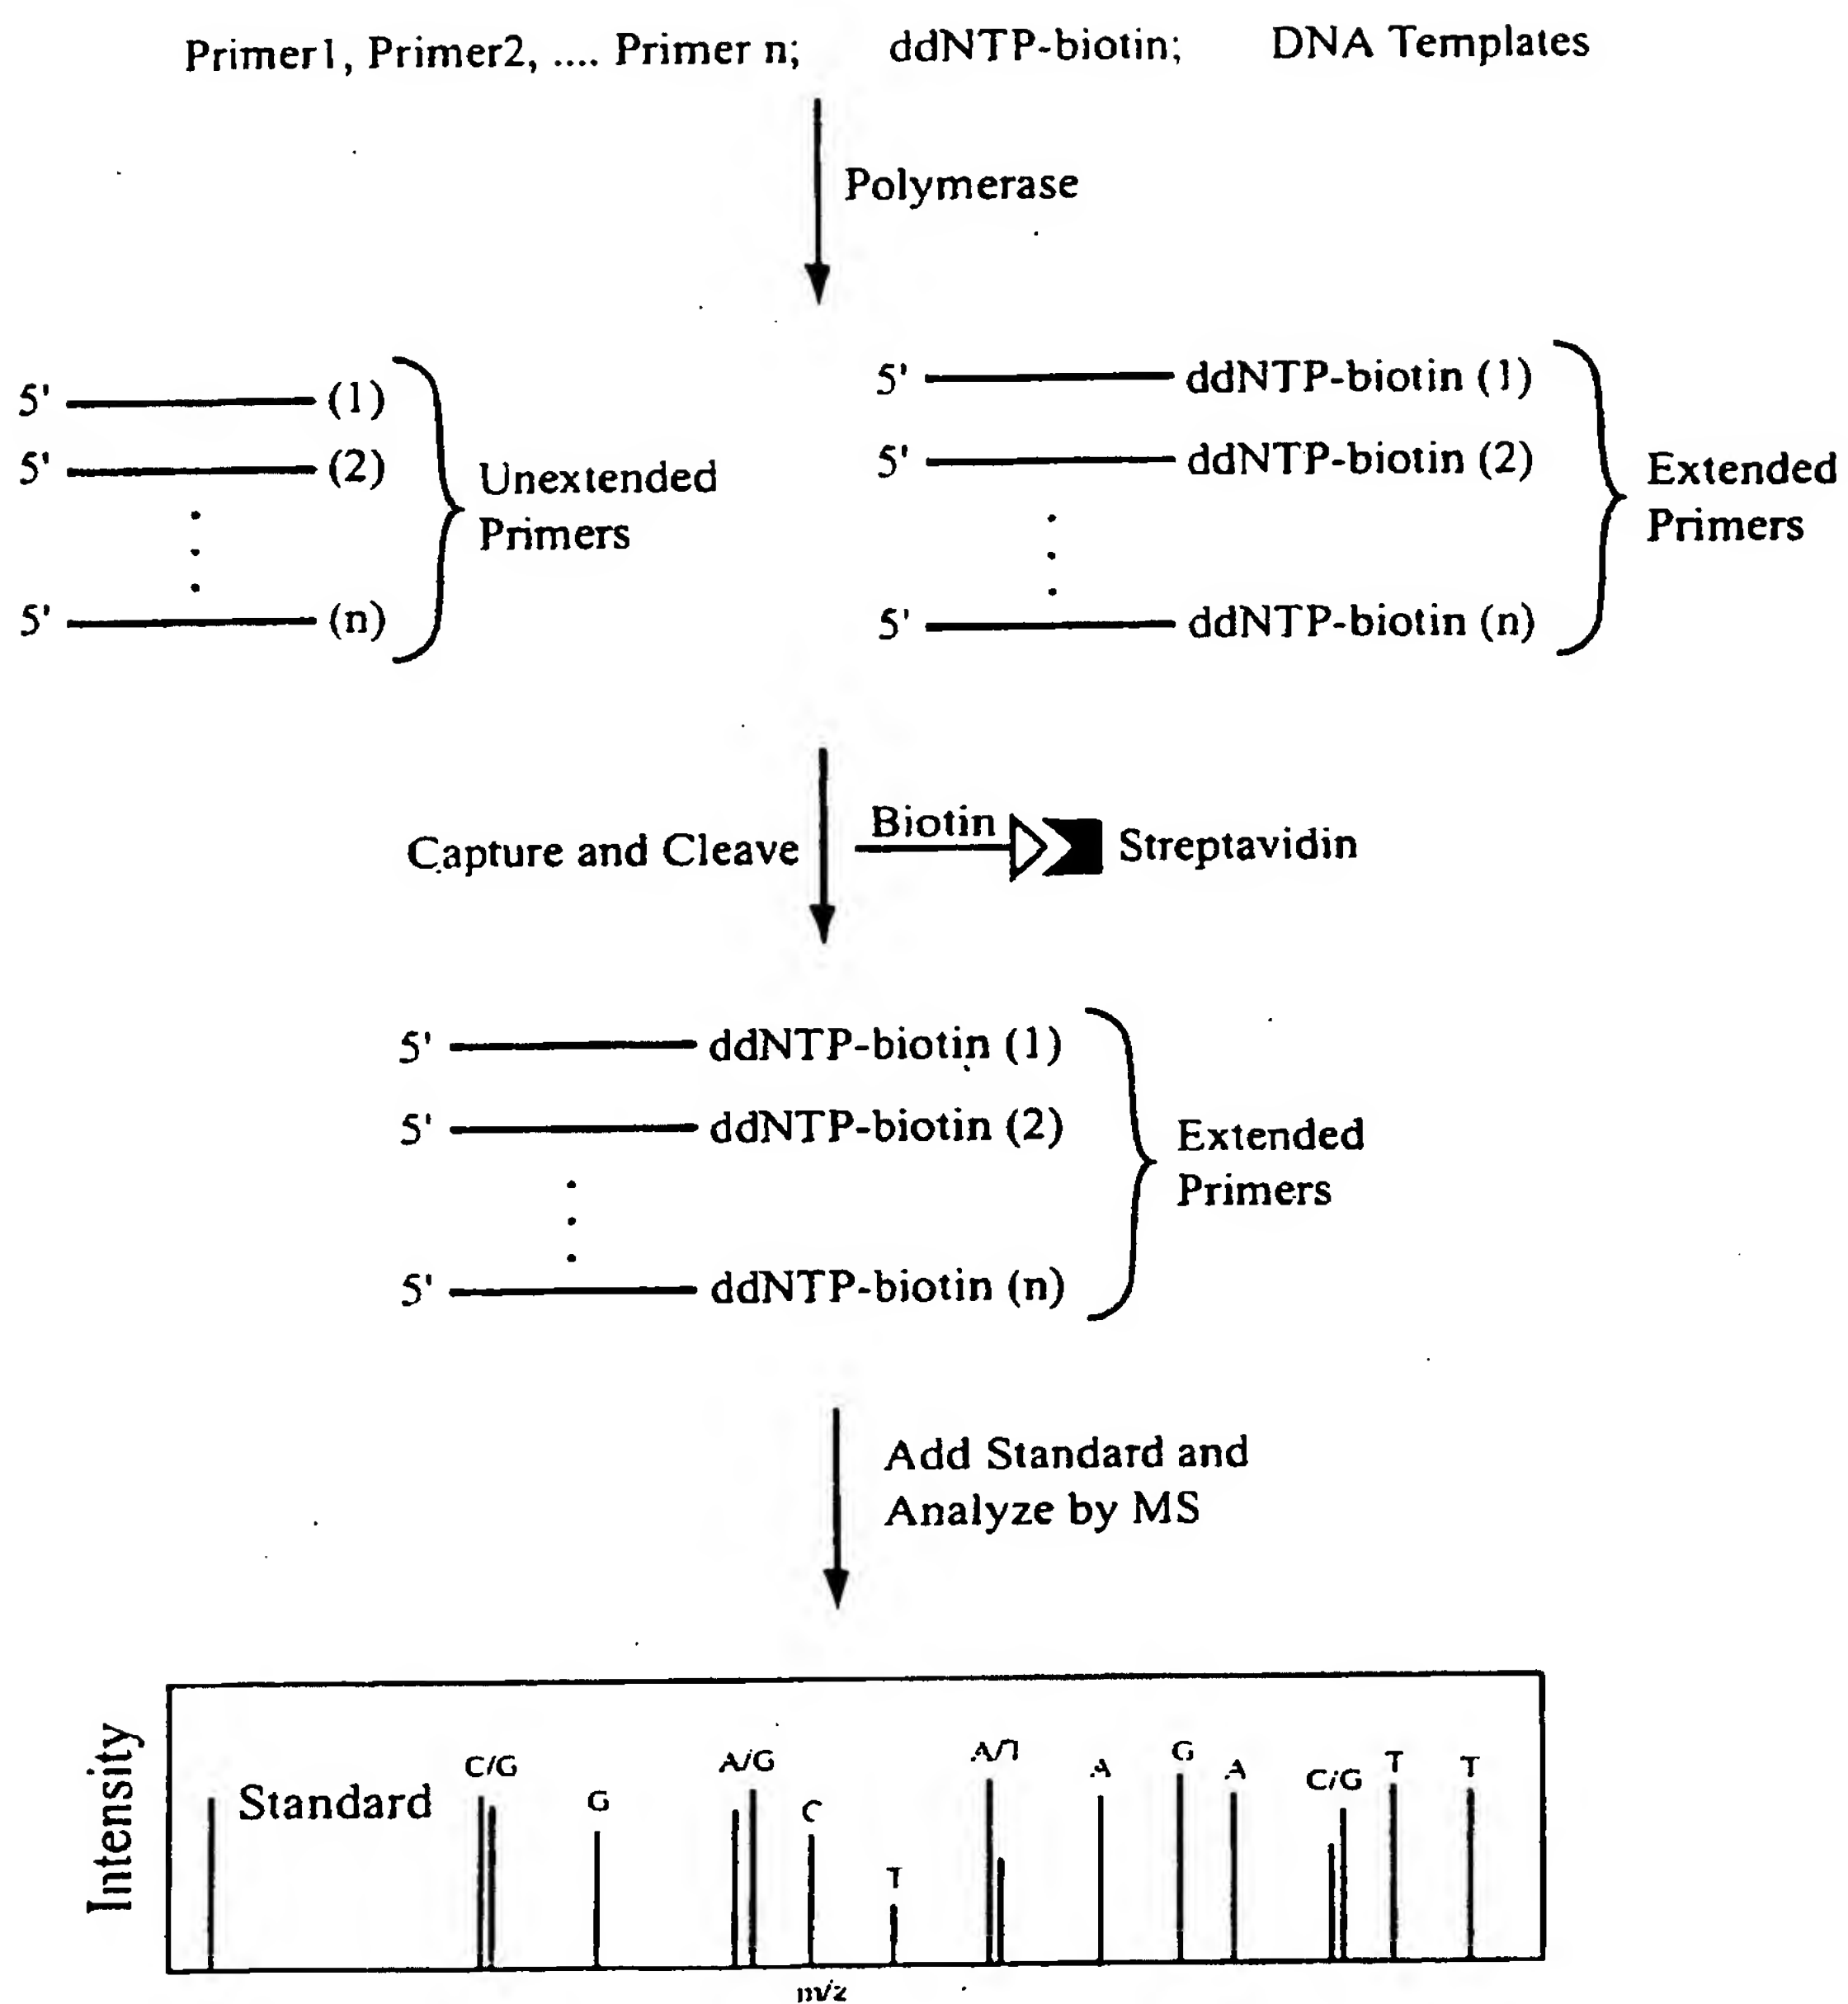 Primer1, Primer2, .... Primer n; ddNTP-biotin; DNA Templates
Polymerase
5' (1)
5' (2)
5' (n)
Unextended
Primers
5' ddNTP-biotin (1)
5' ddNTP-biotin (2)
5' ddNTP-biotin (n)
Extended
Primers
Capture and Cleave
Biotin
Streptavidin
5' ddNTP-biotin (1)
5' ddNTP-biotin (2)
5' ddNTP-biotin (n)
Extended
Primers
Add Standard and
Analyze by MS
Intensity
Standard
C/G
G
A/G
C
T
A/T
A
G
A
C/G
T
T
m/z